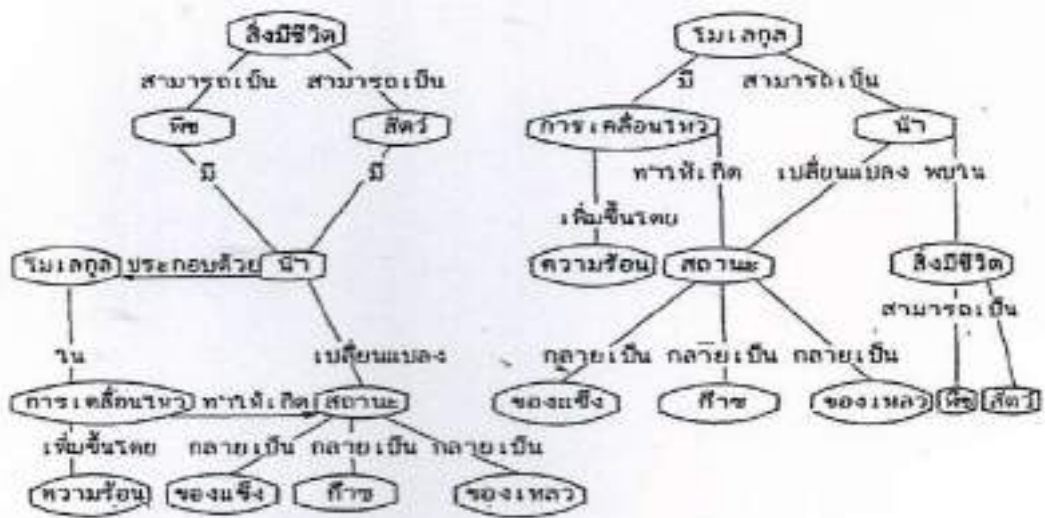 สิ่งมีชีวิต
สามารถเป็น สามารถเป็น
พืช สัตว์
มี มี
โมเลกุล ประกอบด้วย น้ำ
ใน เปลี่ยนแปลง
การเคลื่อนไหว ทำให้เกิด สถานะ
เพิ่มขึ้นโดย กลายเป็น กลายเป็น กลายเป็น
ความร้อน ของแข็ง ก๊าซ ของเหลว
โมเลกุล
มี สามารถเป็น
การเคลื่อนไหว น้ำ
ทำให้เกิด เปลี่ยนแปลง พบใน
เพิ่มขึ้นโดย
ความร้อน สถานะ สิ่งมีชีวิต
สามารถเป็น
กลายเป็น กลายเป็น กลายเป็น
ของแข็ง ก๊าซ ของเหลว พืช สัตว์